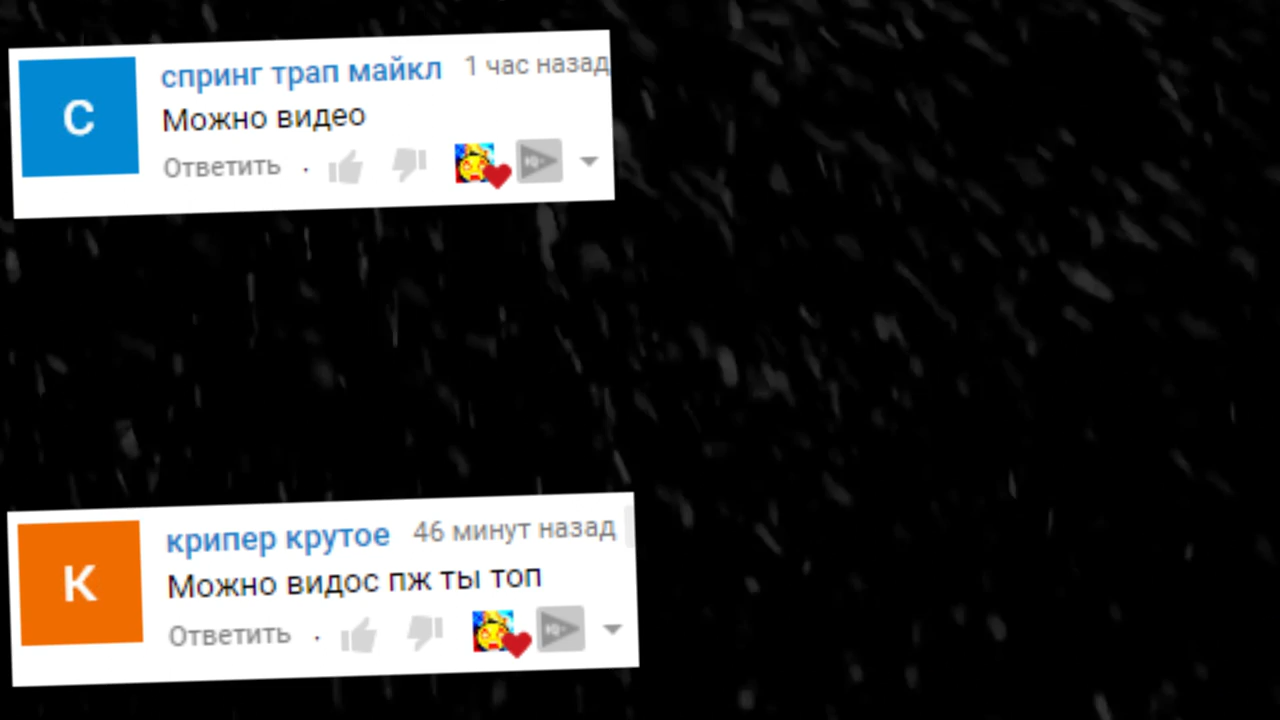 С
спринг трап майкл 1 час назад
Можно видео
Ответить ·
К
крипер крутое 46 минут назад
Можно видос пж ты топ
Ответить ·